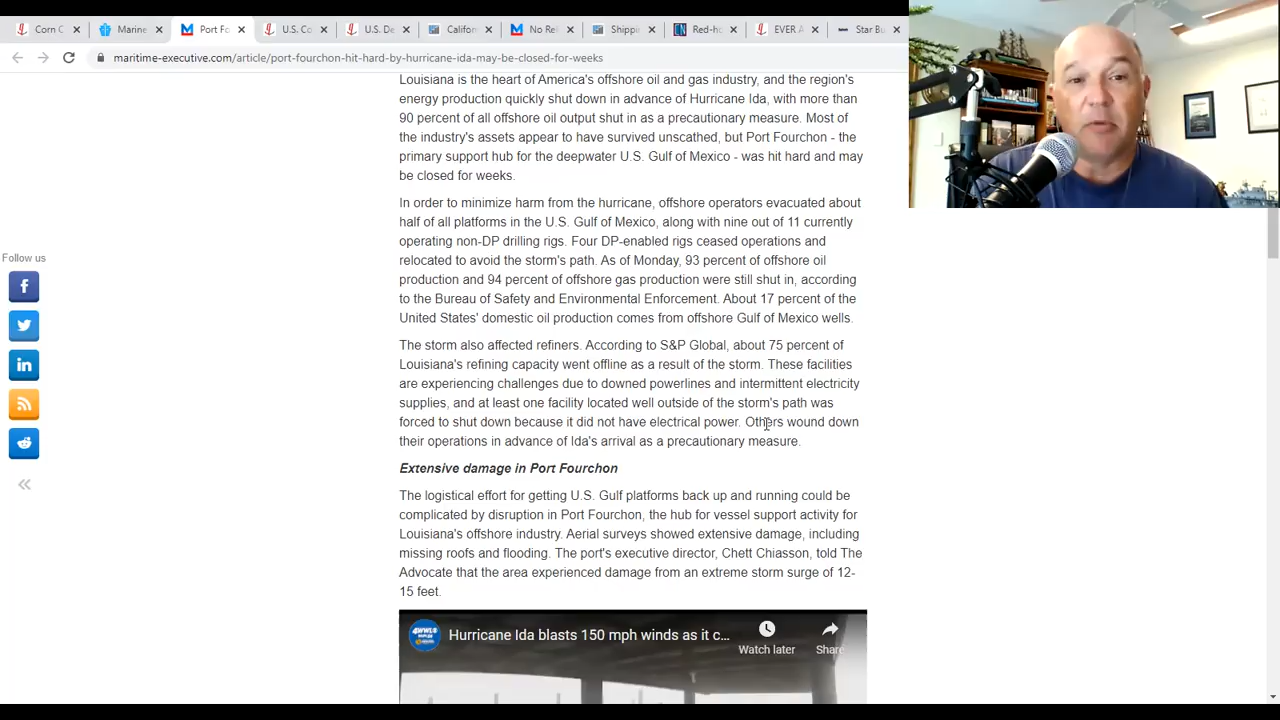 Corn C
Marine
Port Fo
U.S. Co
U.S. De
Californ
No Rel
Shippi
Red-ho
EVER A
Star Bu
maritime-executive.com/article/port-fourchon-hit-hard-by-hurricane-ida-may-be-closed-for-weeks
Louisiana is the heart of America's offshore oil and gas industry, and the region's
energy production quickly shut down in advance of Hurricane Ida, with more than
90 percent of all offshore oil output shut in as a precautionary measure. Most of
the industry's assets appear to have survived unscathed, but Port Fourchon - the
primary support hub for the deepwater U.S. Gulf of Mexico - was hit hard and may
be closed for weeks.
In order to minimize harm from the hurricane, offshore operators evacuated about
half of all platforms in the U.S. Gulf of Mexico, along with nine out of 11 currently
operating non-DP drilling rigs. Four DP-enabled rigs ceased operations and
relocated to avoid the storm's path. As of Monday, 93 percent of offshore oil
production and 94 percent of offshore gas production were still shut in, according
to the Bureau of Safety and Environmental Enforcement. About 17 percent of the
United States' domestic oil production comes from offshore Gulf of Mexico wells.
The storm also affected refiners. According to S&P Global, about 75 percent of
Louisiana's refining capacity went offline as a result of the storm. These facilities
are experiencing challenges due to downed powerlines and intermittent electricity
supplies, and at least one facility located well outside of the storm's path was
forced to shut down because it did not have electrical power. Others wound down
their operations in advance of Ida's arrival as a precautionary measure.
Extensive damage in Port Fourchon
The logistical effort for getting U.S. Gulf platforms back up and running could be
complicated by disruption in Port Fourchon, the hub for vessel support activity for
Louisiana's offshore industry. Aerial surveys showed extensive damage, including
missing roofs and flooding. The port's executive director, Chett Chiasson, told The
Advocate that the area experienced damage from an extreme storm surge of 12-
15 feet.
Follow us
Hurricane Ida blasts 150 mph winds as it c...
Watch later
Share